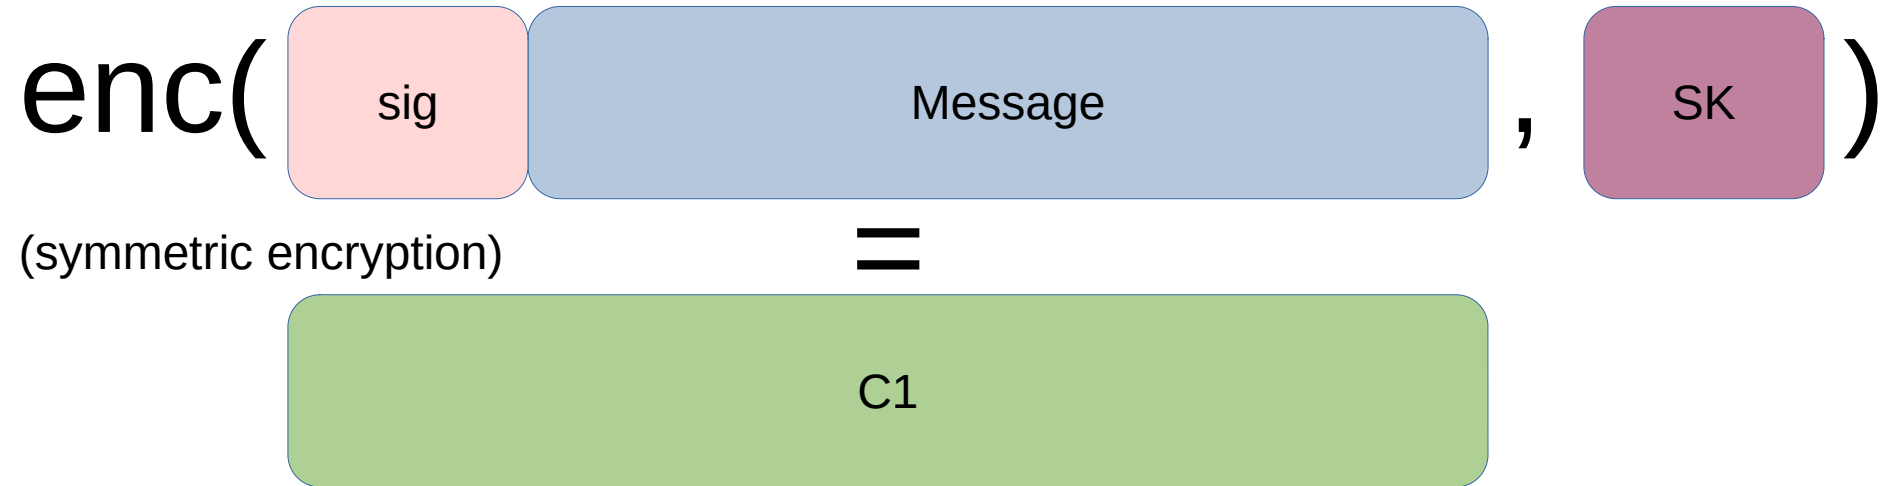 enc( sig Message , SK )
(symmetric encryption) =
C1